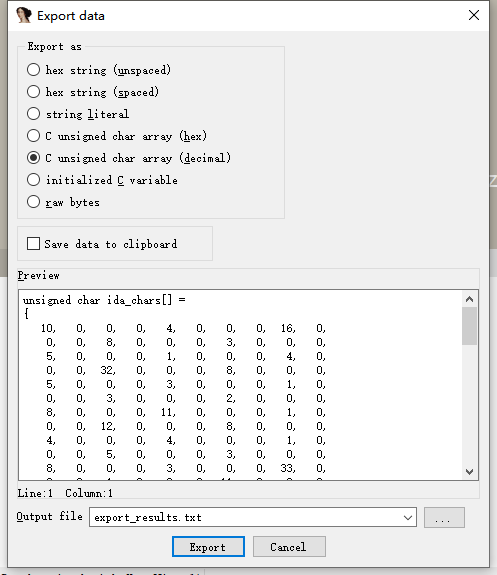 Export data
Export as
hex string (unspaced)
hex string (spaced)
string literal
C unsigned char array (hex)
C unsigned char array (decimal)
initialized C variable
raw bytes
Save data to clipboard
Preview
unsigned char ida_chars[] =
{
10, 0, 0, 0, 4, 0, 0, 0, 16, 0,
0, 0, 8, 0, 0, 0, 3, 0, 0, 0,
5, 0, 0, 0, 1, 0, 0, 0, 4, 0,
0, 0, 32, 0, 0, 0, 8, 0, 0, 0,
5, 0, 0, 0, 3, 0, 0, 0, 1, 0,
0, 0, 3, 0, 0, 0, 2, 0, 0, 0,
8, 0, 0, 0, 11, 0, 0, 0, 1, 0,
0, 0, 12, 0, 0, 0, 8, 0, 0, 0,
4, 0, 0, 0, 4, 0, 0, 0, 1, 0,
0, 0, 5, 0, 0, 0, 3, 0, 0, 0,
8, 0, 0, 0, 3, 0, 0, 0, 33, 0,
Line:1 Column:1
Output file export_results.txt ...
Export Cancel